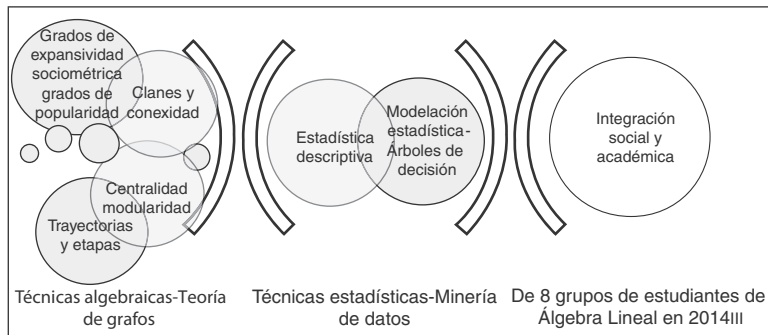 Grados de
expansividad
sociométrica
grados de
popularidad
Clanes y
conexidad
Centralidad
modularidad
Trayectorias
y etapas
Técnicas algebraicas-Teoría
de grafos
Estadística
descriptiva
Modelación
estadística-
Árboles de
decisión
Técnicas estadísticas-Minería
de datos
Integración
social y
académica
De 8 grupos de estudiantes de
Álgebra Lineal en 2014III